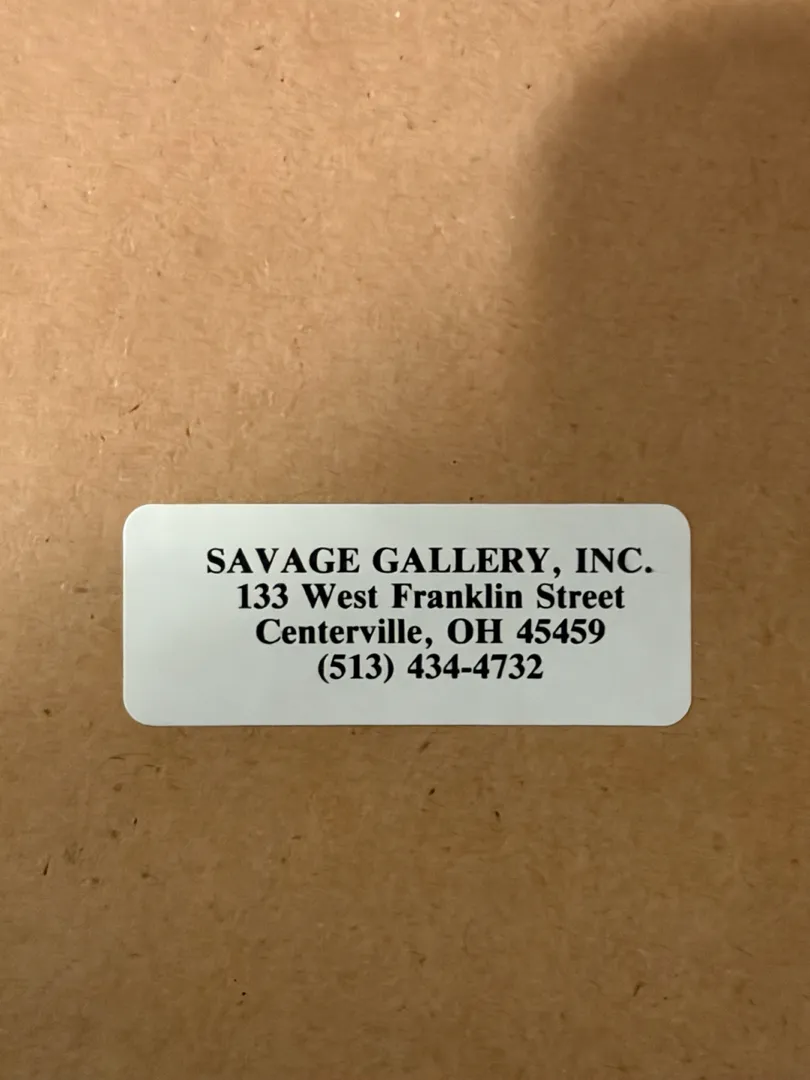 SAVAGE GALLERY, INC.
133 West Franklin Street
Centerville, OH 45459
(513) 434-4732